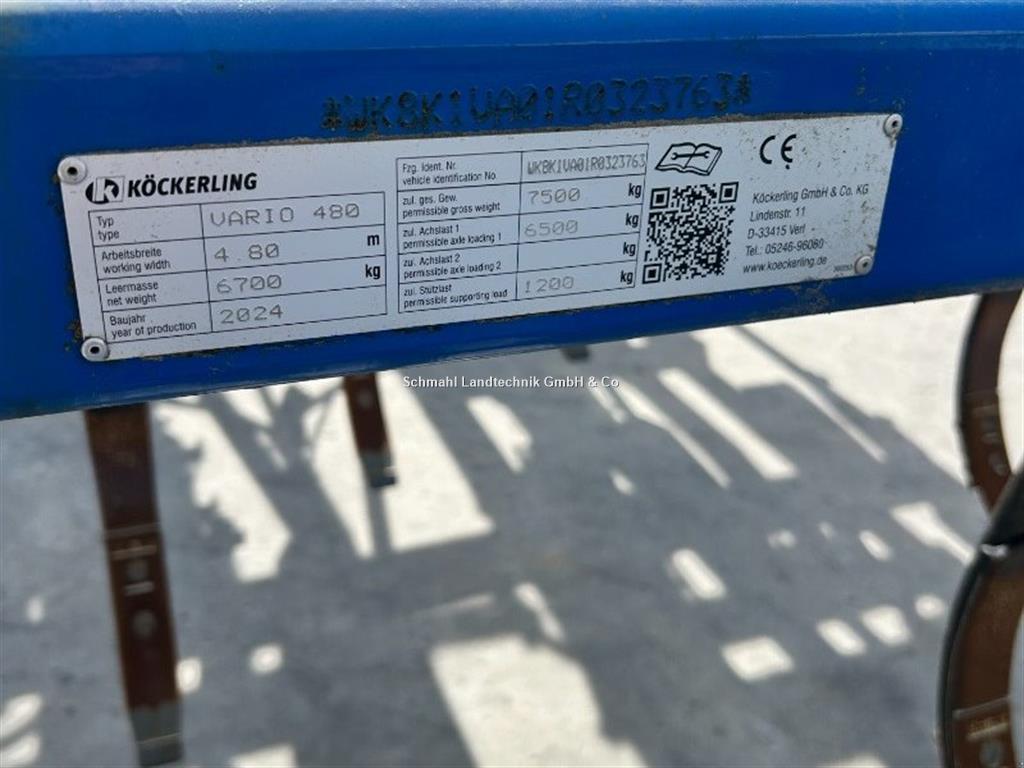 *WK8K1VA01R0323763*
KÖCKERLING
Typ
type
VARIO 480
Arbeitsbreite
working width
4.80 m
Leermasse
net weight
6700 kg
Baujahr
year of production
2024
Fzg. Ident. Nr.
vehicle identification No.
WK8K1VA01R0323763
zul. ges. Gew.
permissible gross weight
7500 kg
zul. Achslast 1
permissible axle loading 1
6500 kg
zul. Achslast 2
permissible axle loading 2
kg
zul. Stützlast
permissible supporting load
1200 kg
CE
Köckerling GmbH & Co. KG
Lindenstr. 11
D-33415 Verl
Tel.: 05246-96080
www.koeckerling.de
Schmahl Landtechnik GmbH & Co